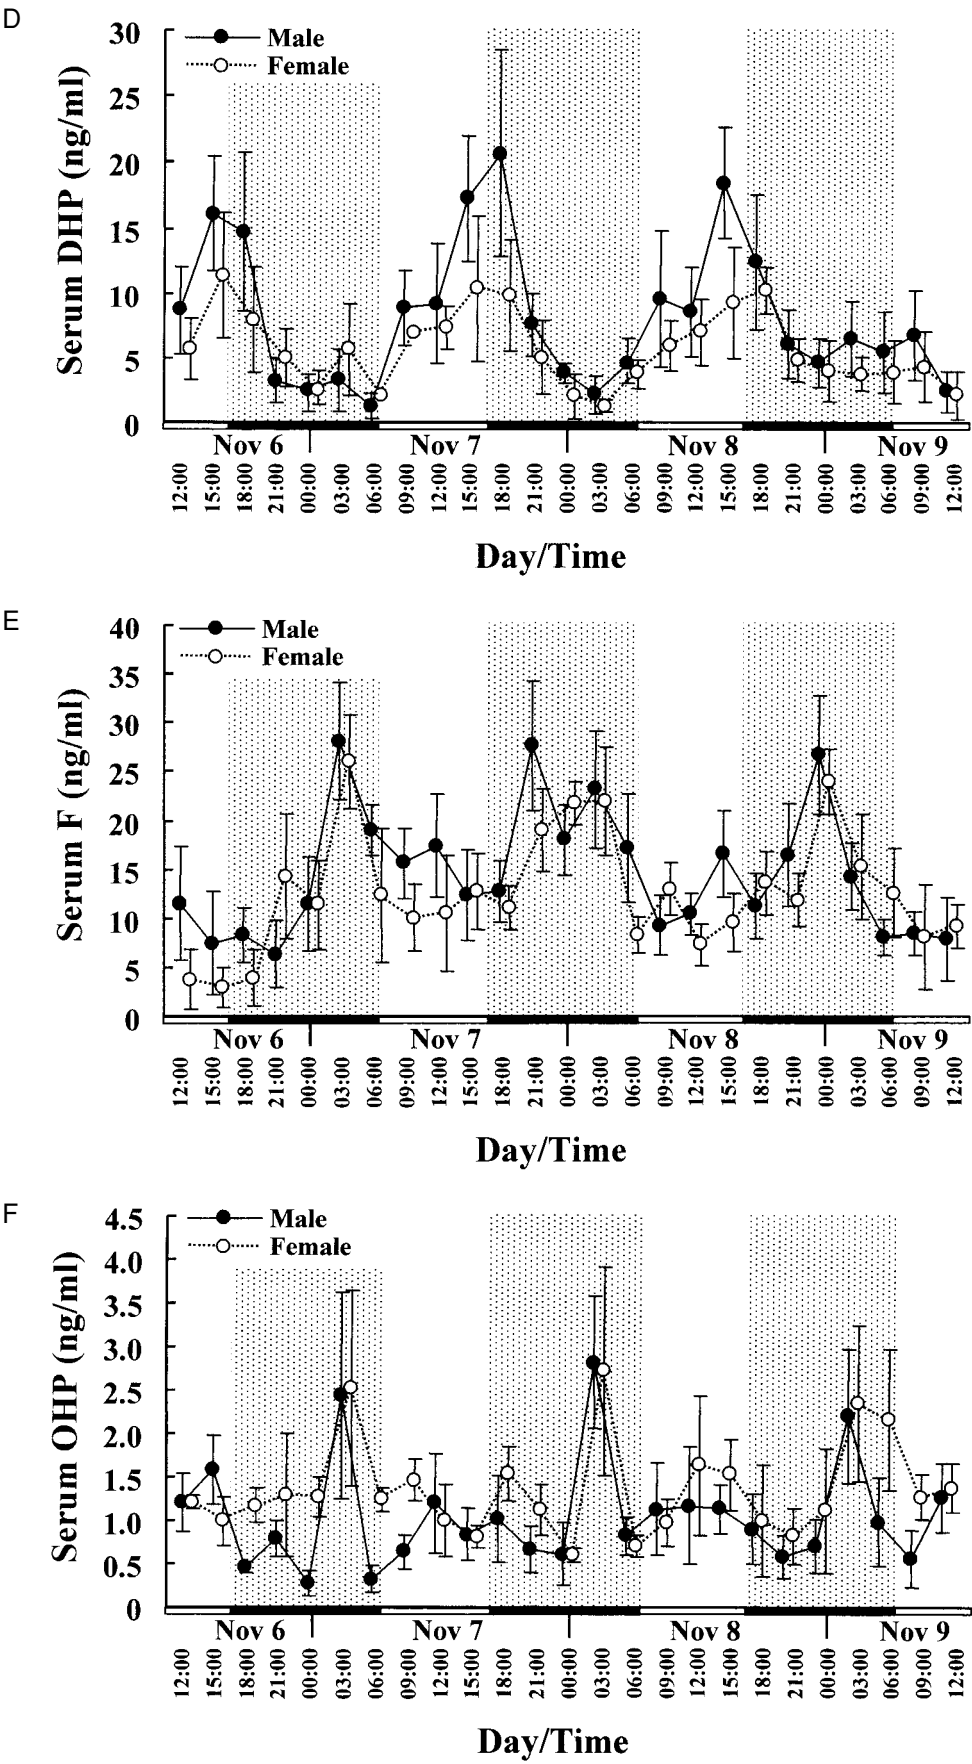 D
Serum DHP (ng/ml)
30
25
20
15
10
5
0
Male
Female
Nov 6 Nov 7 Nov 8 Nov 9
12:00 15:00 18:00 21:00 00:00 03:00 06:00 09:00 12:00 15:00 18:00 21:00 00:00 03:00 06:00 09:00 12:00 15:00 18:00 21:00 00:00 03:00 06:00 09:00 12:00
Day/Time
E
Serum F (ng/ml)
40
35
30
25
20
15
10
5
0
Male
Female
Nov 6 Nov 7 Nov 8 Nov 9
12:00 15:00 18:00 21:00 00:00 03:00 06:00 09:00 12:00 15:00 18:00 21:00 00:00 03:00 06:00 09:00 12:00 15:00 18:00 21:00 00:00 03:00 06:00 09:00 12:00
Day/Time
F
Serum OHP (ng/ml)
4.5
4.0
3.5
3.0
2.5
2.0
1.5
1.0
0.5
0
Male
Female
Nov 6 Nov 7 Nov 8 Nov 9
12:00 15:00 18:00 21:00 00:00 03:00 06:00 09:00 12:00 15:00 18:00 21:00 00:00 03:00 06:00 09:00 12:00 15:00 18:00 21:00 00:00 03:00 06:00 09:00 12:00
Day/Time